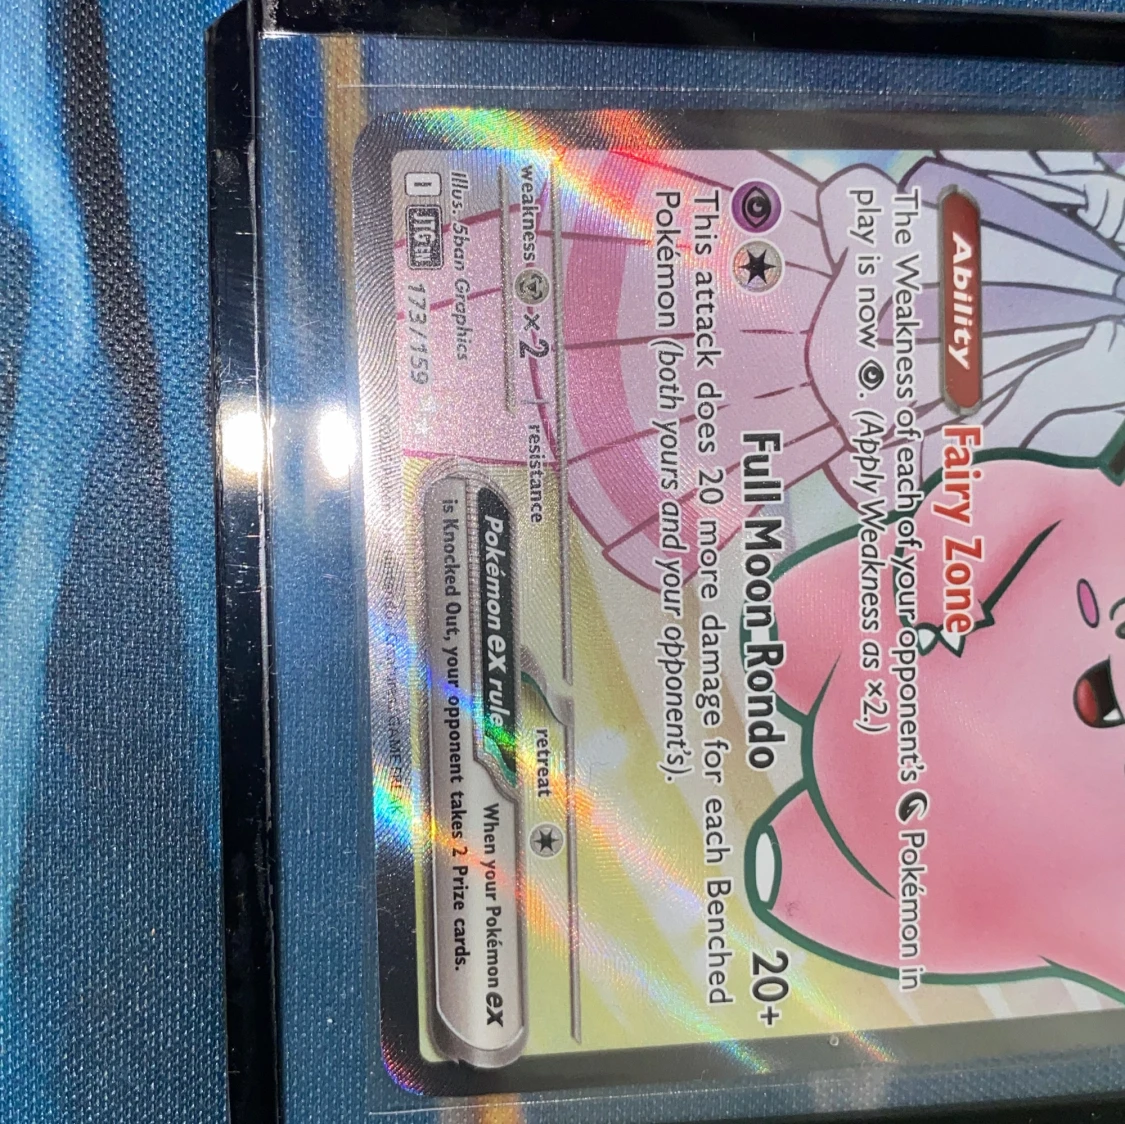 Ability Fairy Zone
The Weakness of each of your opponent's Pokémon in
play is now . (Apply Weakness as ×2.)
Full Moon Rondo 20+
This attack does 20 more damage for each Benched
Pokémon (both yours and your opponent's).
weakness ×2 resistance retreat
Illus. 5ban Graphics
Pokémon ex rule When your Pokémon ex
is Knocked Out, your opponent takes 2 Prize cards.
I JTG EN 173/159